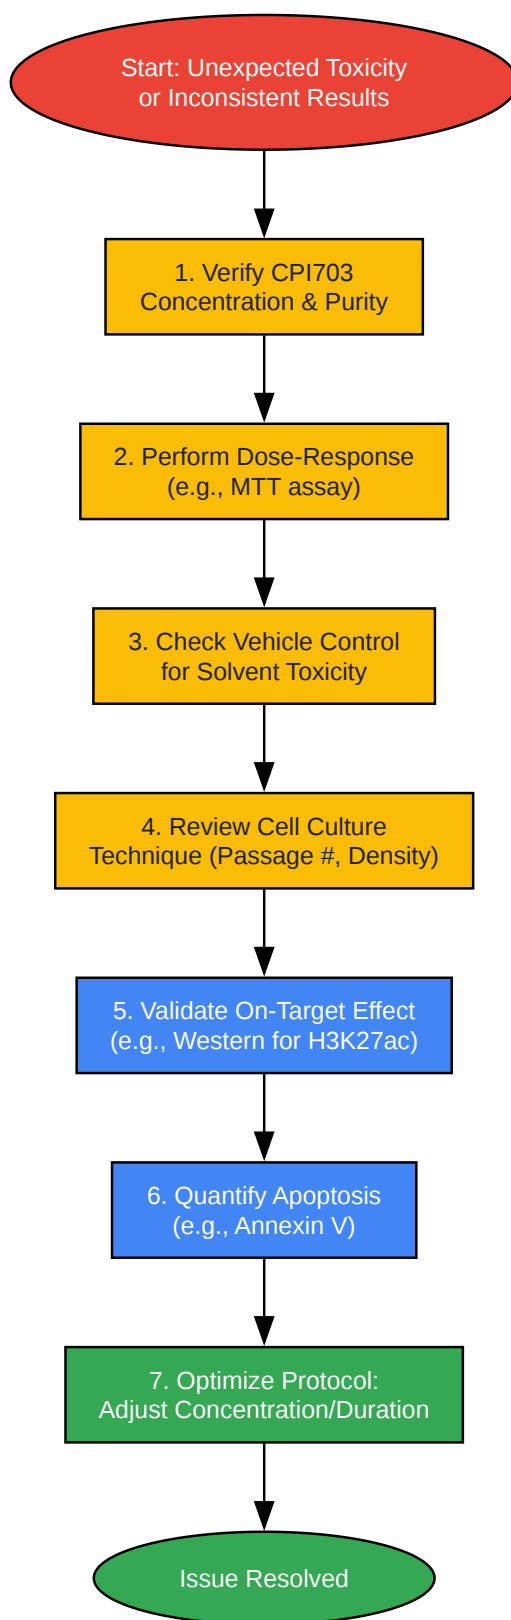 Start: Unexpected Toxicity
or Inconsistent Results
1. Verify CPI703
Concentration & Purity
2. Perform Dose-Response
(e.g., MTT assay)
3. Check Vehicle Control
for Solvent Toxicity
4. Review Cell Culture
Technique (Passage #, Density)
5. Validate On-Target Effect
(e.g., Western for H3K27ac)
6. Quantify Apoptosis
(e.g., Annexin V)
7. Optimize Protocol:
Adjust Concentration/Duration
Issue Resolved